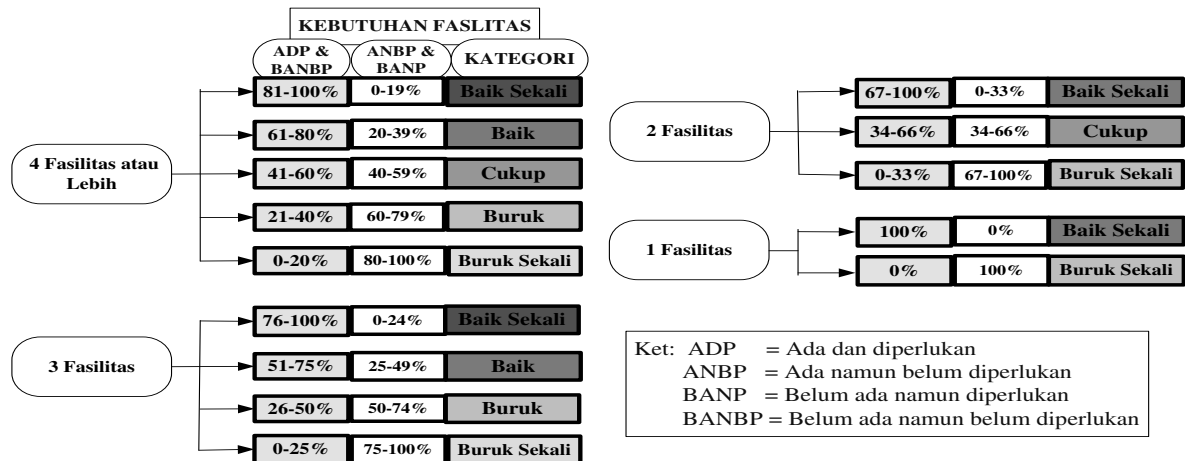 KEBUTUHAN FASLITAS
ADP & BANBP
ANBP & BANP
KATEGORI
4 Fasilitas atau
Lebih
81-100% 0-19% Baik Sekali
61-80% 20-39% Baik
41-60% 40-59% Cukup
21-40% 60-79% Buruk
0-20% 80-100% Buruk Sekali
3 Fasilitas
76-100% 0-24% Baik Sekali
51-75% 25-49% Baik
26-50% 50-74% Buruk
0-25% 75-100% Buruk Sekali
2 Fasilitas
67-100% 0-33% Baik Sekali
34-66% 34-66% Cukup
0-33% 67-100% Buruk Sekali
1 Fasilitas
100% 0% Baik Sekali
0% 100% Buruk Sekali
Ket: ADP = Ada dan diperlukan
ANBP = Ada namun belum diperlukan
BANP = Belum ada namun diperlukan
BANBP = Belum ada namun belum diperlukan